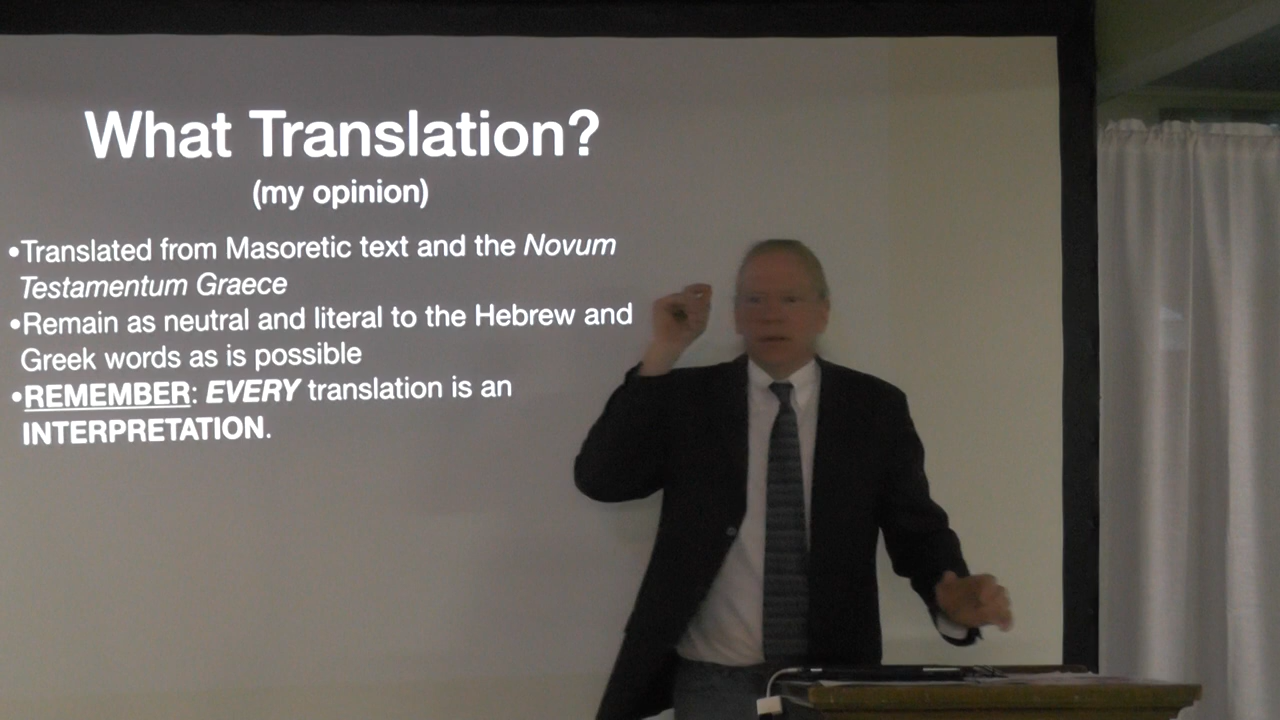 What Translation?
(my opinion)
•Translated from Masoretic text and the Novum
Testamentum Graece
•Remain as neutral and literal to the Hebrew and
Greek words as is possible
•REMEMBER: EVERY translation is an
INTERPRETATION.